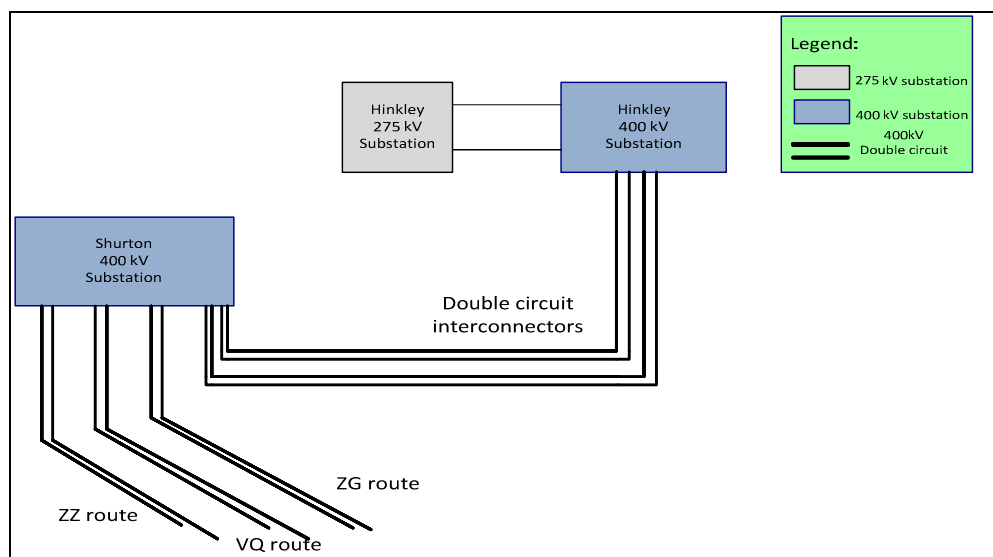 Legend:
275 kV substation
400 kV substation
400kV
Double circuit
Hinkley
275 kV
Substation
Hinkley
400 kV
Substation
Shurton
400 kV
Substation
Double circuit
interconnectors
ZG route
ZZ route
VQ route